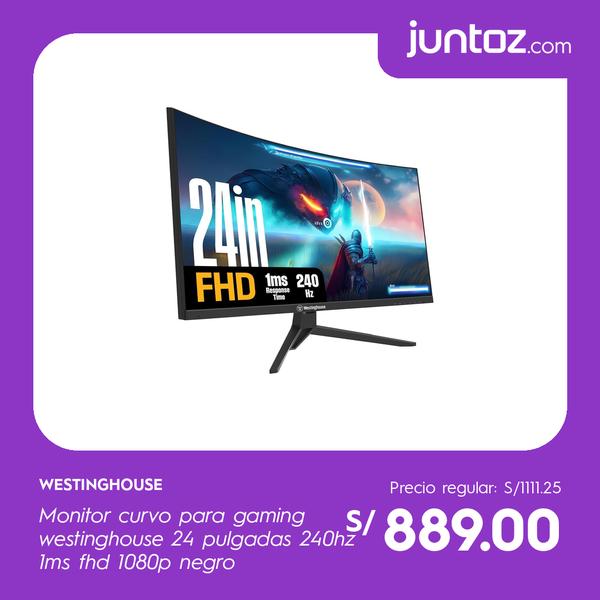 juntoz.com
24in
FHD
1ms
Response
Time
240
Hz
Westinghouse
WESTINGHOUSE
Monitor curvo para gaming
westinghouse 24 pulgadas 240hz
1ms fhd 1080p negro
Precio regular: S/1111.25
S/ 889.00